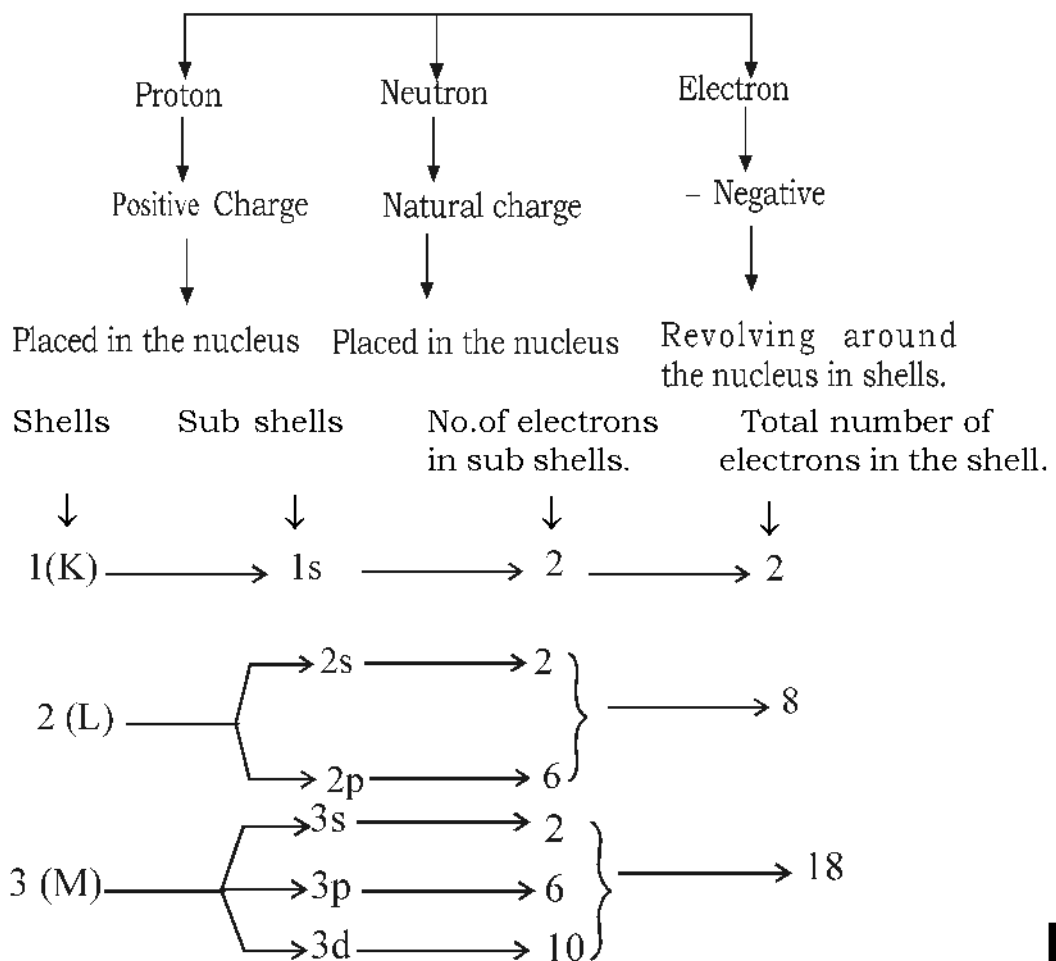 Proton Neutron Electron
Positive Charge Natural charge – Negative
Placed in the nucleus Placed in the nucleus Revolving around
the nucleus in shells.
Shells Sub shells No.of electrons Total number of
in sub shells. electrons in the shell.
1(K) 1s 2 2
2s 2
2 (L) 8
2p 6
3s 2
3 (M) 3p 6 18
3d 10